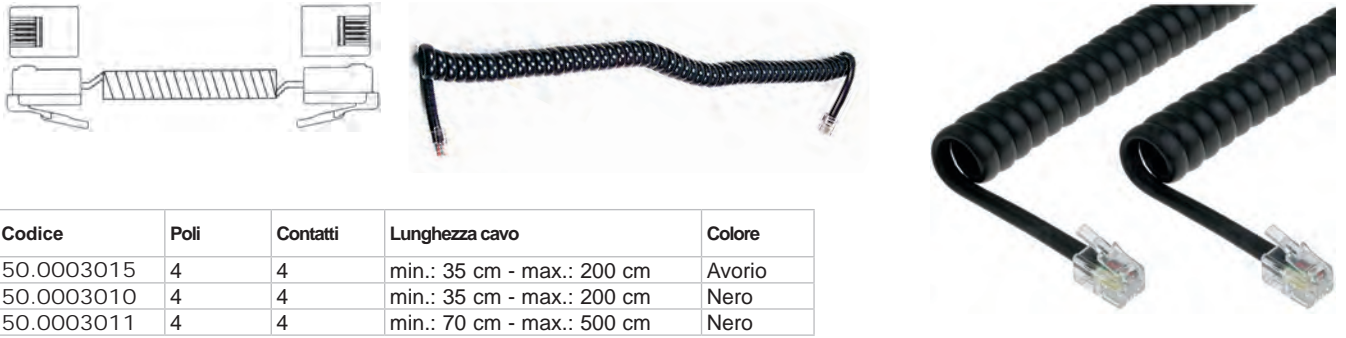 Codice Poli Contatti Lunghezza cavo Colore
50.0003015 4 4 min.: 35 cm - max.: 200 cm Avorio
50.0003010 4 4 min.: 35 cm - max.: 200 cm Nero
50.0003011 4 4 min.: 70 cm - max.: 500 cm Nero